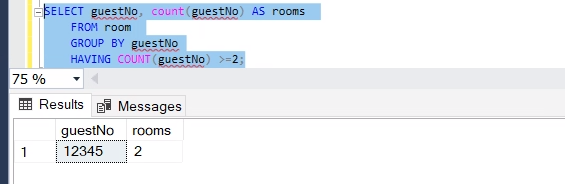 SELECT guestNo, count(guestNo) AS rooms
FROM room
GROUP BY guestNo
HAVING COUNT(guestNo) >=2;
75 %
Results Messages
guestNo rooms
1 12345 2